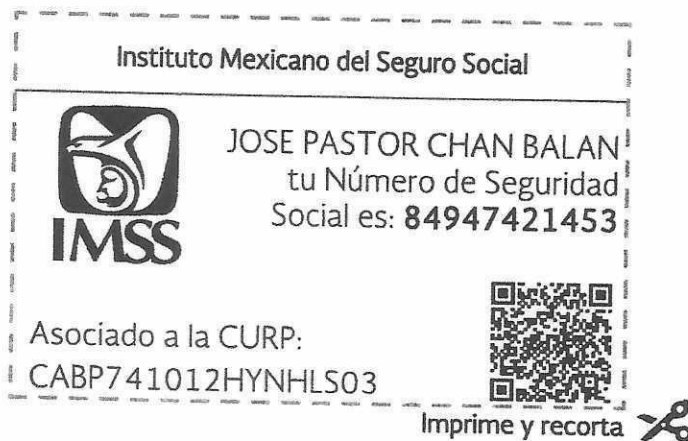 Instituto Mexicano del Seguro Social
JOSE PASTOR CHAN BALAN
tu Número de Seguridad
Social es: 84947421453
IMSS
Asociado a la CURP:
CABP741012HYNHLS03
Imprime y recorta